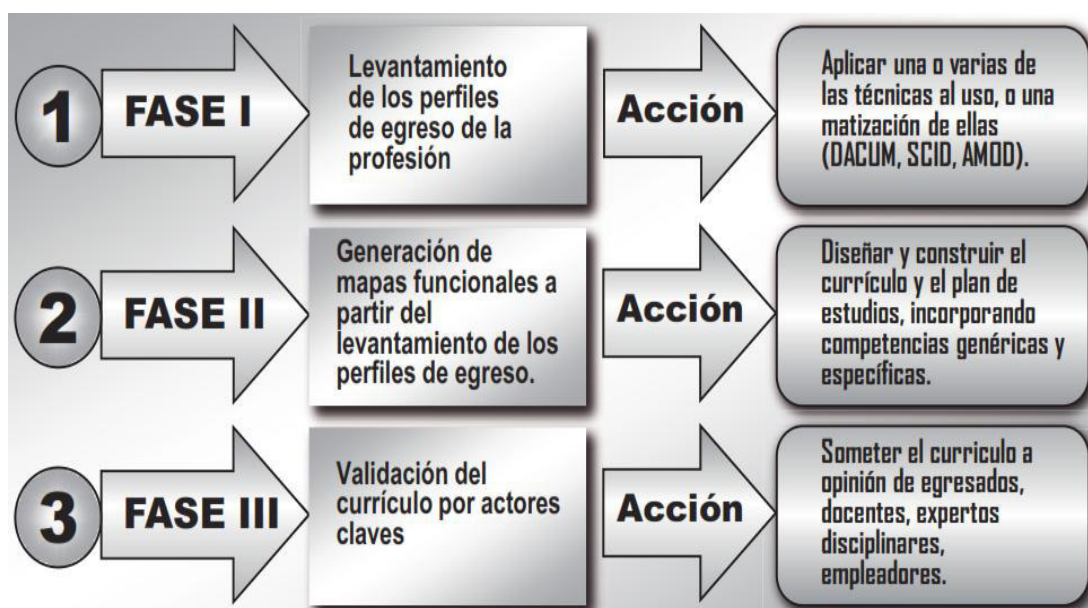 1
FASE I
Levantamiento
de los perfiles
de egreso de la
profesión
Acción
Aplicar una o varias de
las técnicas al uso, o una
matización de ellas
(DACUM, SCID, AMOD).
2
FASE II
Generación de
mapas funcionales a
partir del
levantamiento de los
perfiles de egreso.
Acción
Diseñar y construir el
currículo y el plan de
estudios, incorporando
competencias genéricas y
específicas.
3
FASE III
Validación del
currículo por actores
claves
Acción
Someter el curriculo a
opinión de egresados,
docentes, expertos
disciplinares,
empleadores.